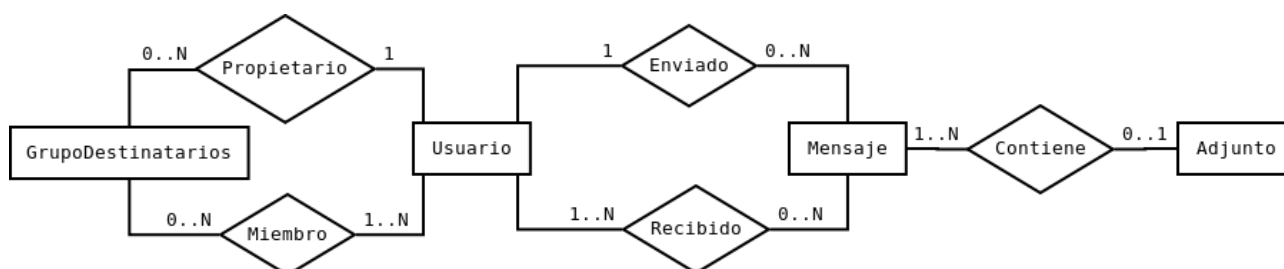 0..N Propietario 1
1 Enviado 0..N
GrupoDestinatarios
Usuario
Mensaje
1..N Contiene 0..1
Adjunto
0..N Miembro 1..N
1..N Recibido 0..N